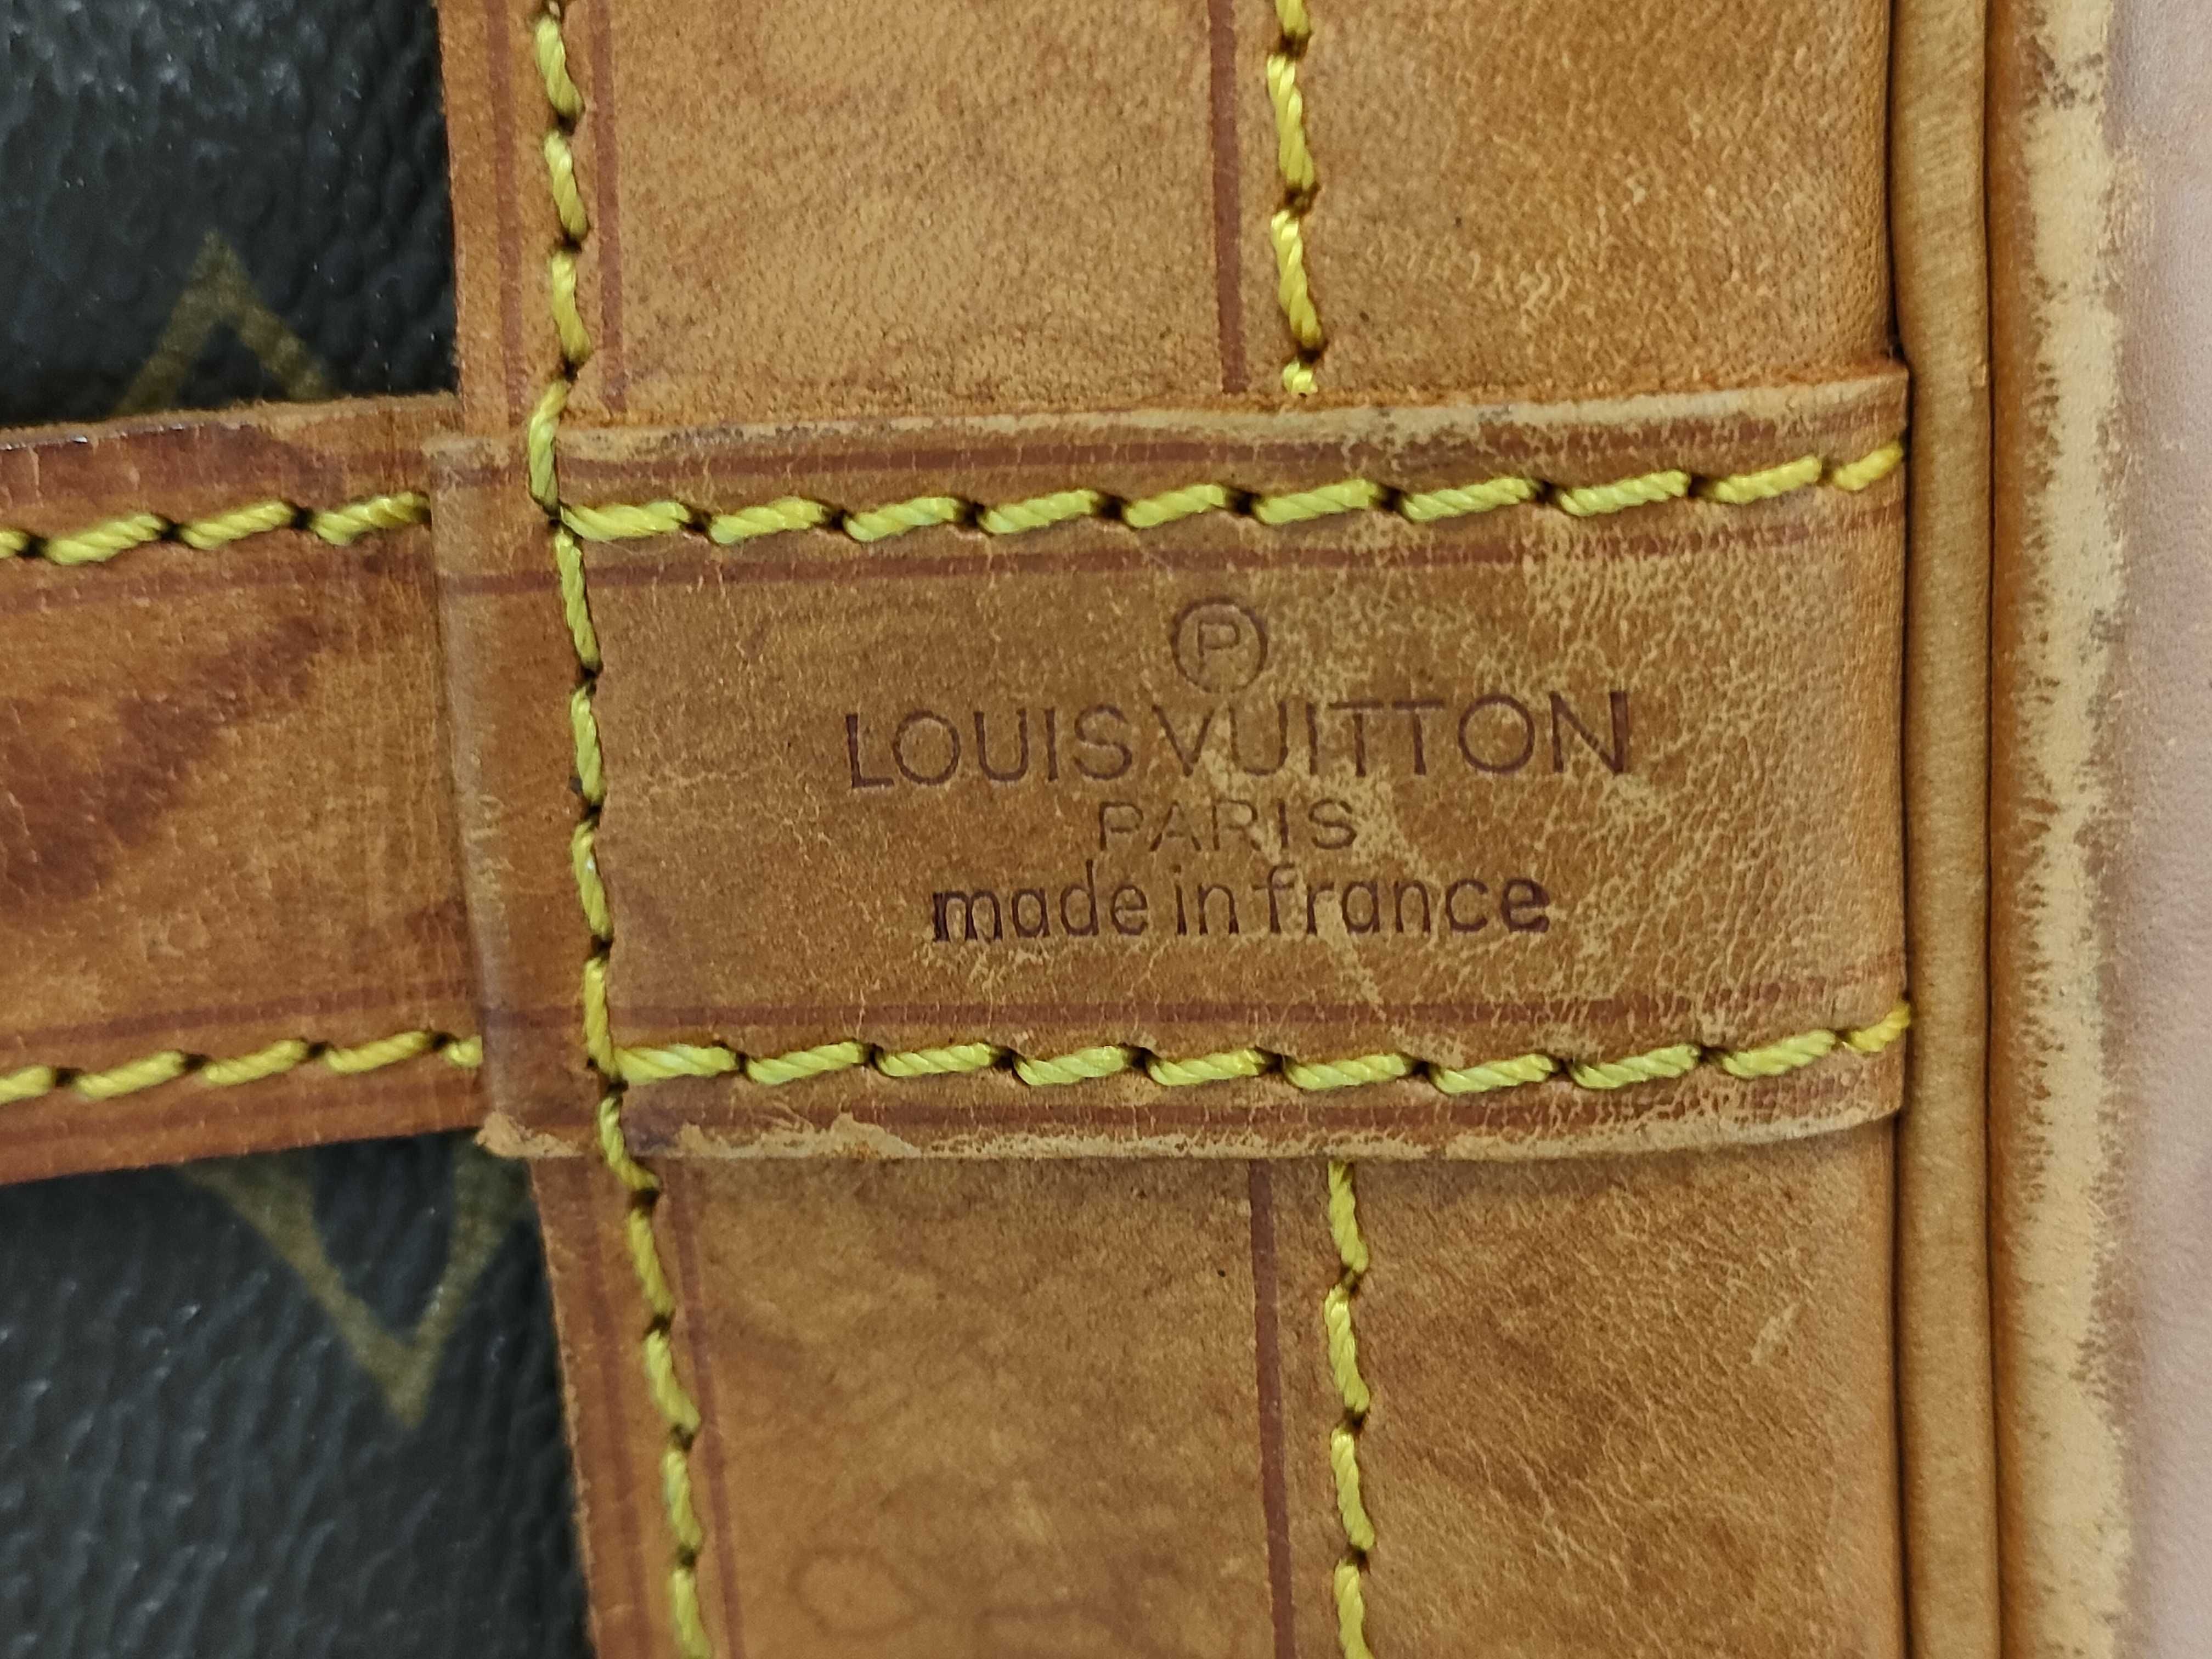 Ⓟ
LOUIS VUITTON
PARIS
made in france